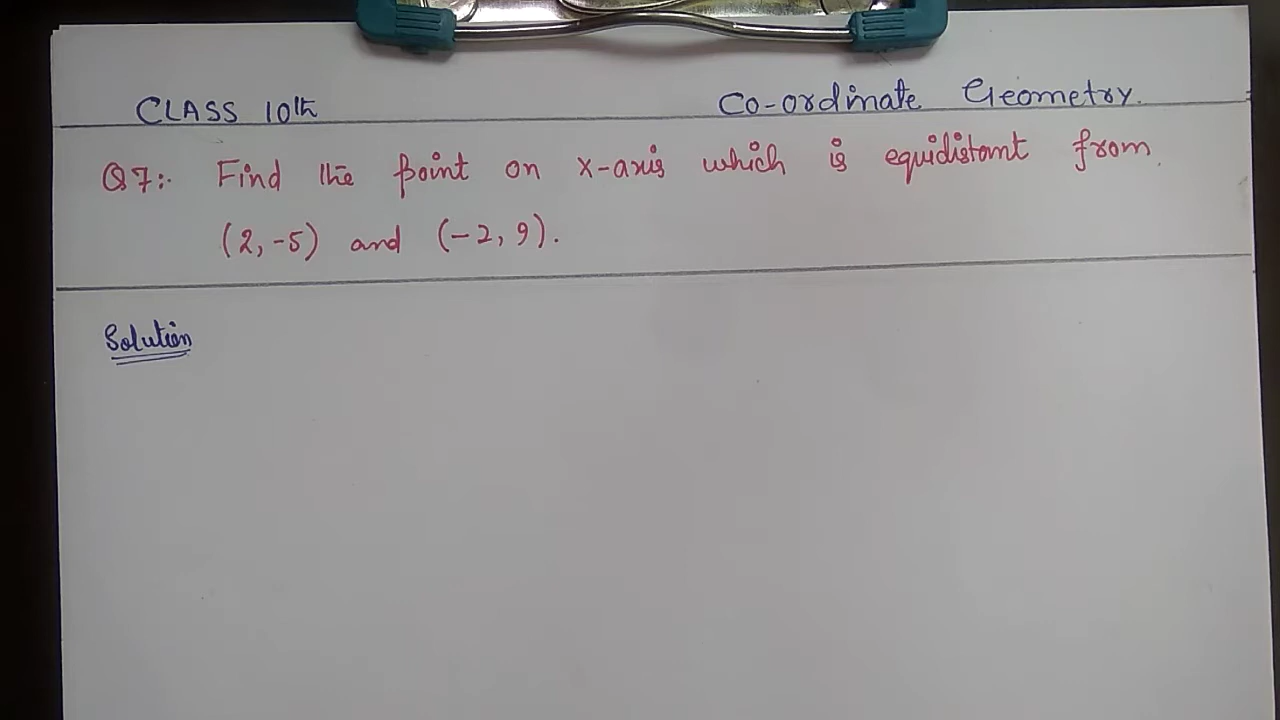 CLASS 10th
Co-ordinate Geometry.
Q7:- Find the point on x-axis which is equidistant from
(2,-5) and (-2, 9).
Solution